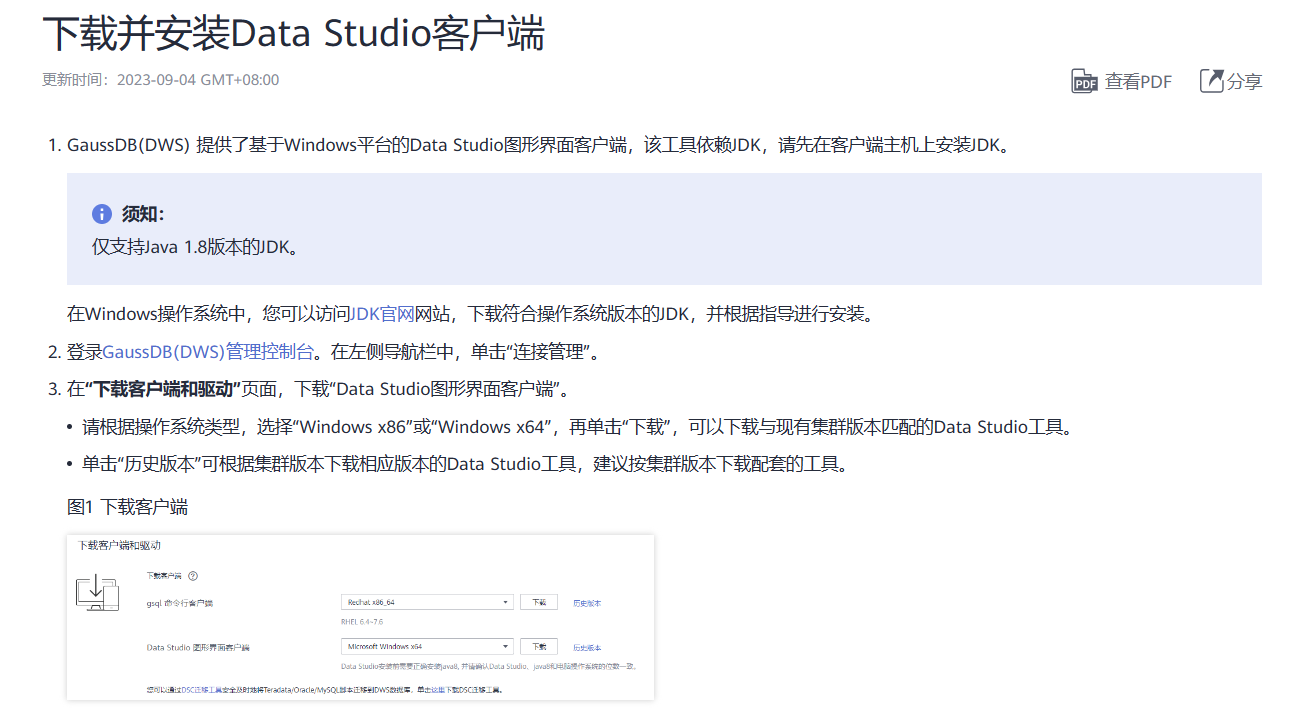 下载并安装Data Studio客户端
更新时间：2023-09-04 GMT+08:00
查看PDF
分享
1. GaussDB(DWS) 提供了基于Windows平台的Data Studio图形界面客户端，该工具依赖JDK，请先在客户端主机上安装JDK。
须知：
仅支持Java 1.8版本的JDK。
在Windows操作系统中，您可以访问JDK官网网站，下载符合操作系统版本的JDK，并根据指导进行安装。
2. 登录GaussDB(DWS)管理控制台。在左侧导航栏中，单击“连接管理”。
3. 在“下载客户端和驱动”页面，下载“Data Studio图形界面客户端”。
• 请根据操作系统类型，选择“Windows x86”或“Windows x64”，再单击“下载”，可以下载与现有集群版本匹配的Data Studio工具。
• 单击“历史版本”可根据集群版本下载相应版本的Data Studio工具，建议按集群版本下载配套的工具。
图1 下载客户端
下载客户端和驱动
下载客户端 ?
gsql 命令行客户端 Redhat x86_64 下载 历史版本
RHEL 6.4~7.6
Data Studio 图形界面客户端 Microsoft Windows x64 下载 历史版本
Data Studio安装前需要正确安装java8, 并请确认Data Studio、java8和电脑操作系统的位数一致。
您可以通过DSC迁移工具安全及时地将Teradata/Oracle/MySQL脚本迁移到DWS数据库，单击这里下载DSC迁移工具。